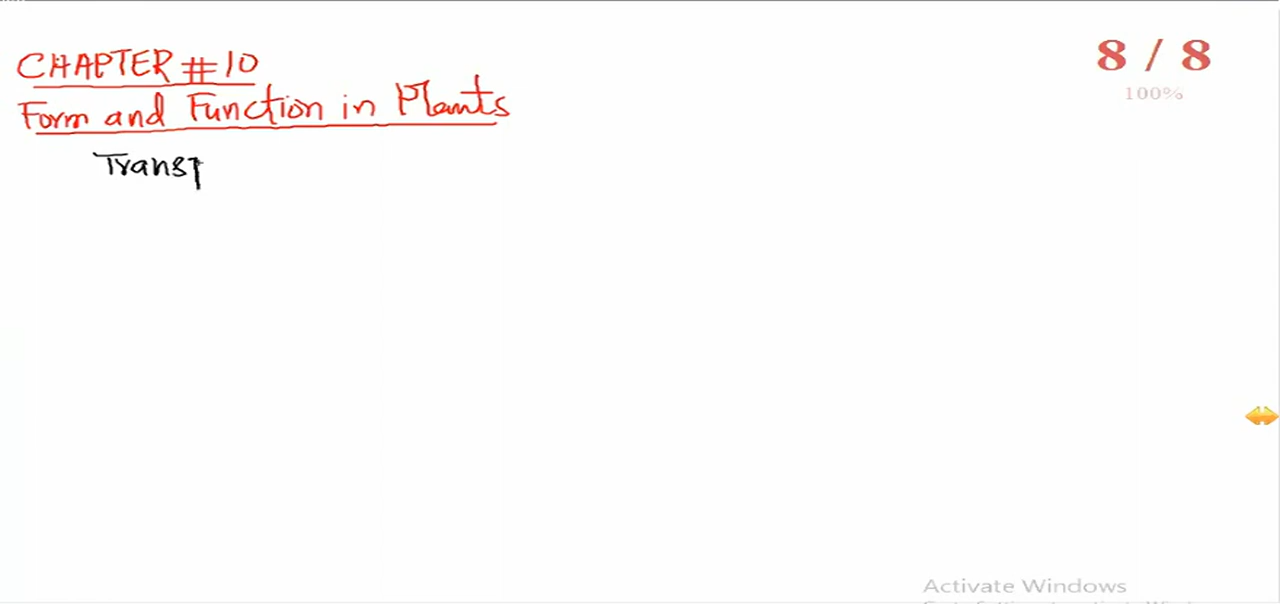 CHAPTER # 10
8 / 8
100%
Form and Function in Plants
Transp
Activate Windows